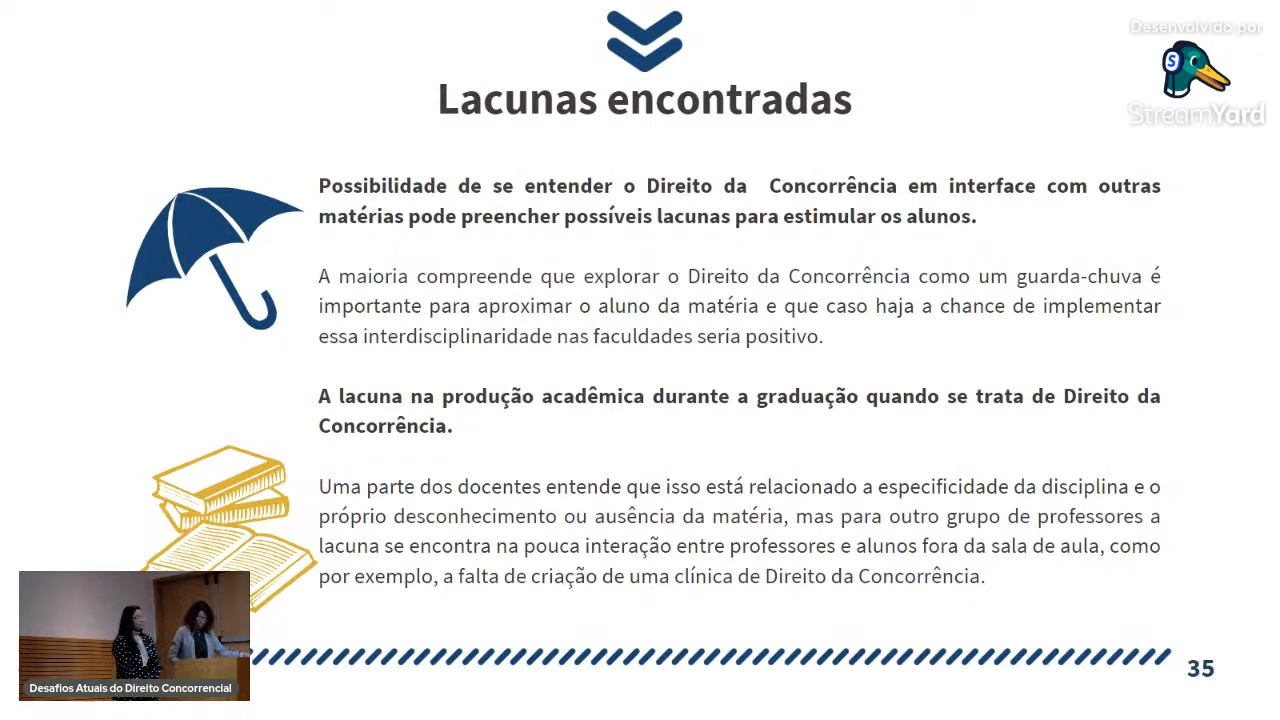 Desenvolvido por
S
StreamYard
Lacunas encontradas
Possibilidade de se entender o Direito da Concorrência em interface com outras
matérias pode preencher possíveis lacunas para estimular os alunos.
A maioria compreende que explorar o Direito da Concorrência como um guarda-chuva é
importante para aproximar o aluno da matéria e que caso haja a chance de implementar
essa interdisciplinaridade nas faculdades seria positivo.
A lacuna na produção acadêmica durante a graduação quando se trata de Direito da
Concorrência.
Uma parte dos docentes entende que isso está relacionado a especificidade da disciplina e o
próprio desconhecimento ou ausência da matéria, mas para outro grupo de professores a
lacuna se encontra na pouca interação entre professores e alunos fora da sala de aula, como
por exemplo, a falta de criação de uma clínica de Direito da Concorrência.
Desafios Atuais do Direito Concorrencial
35